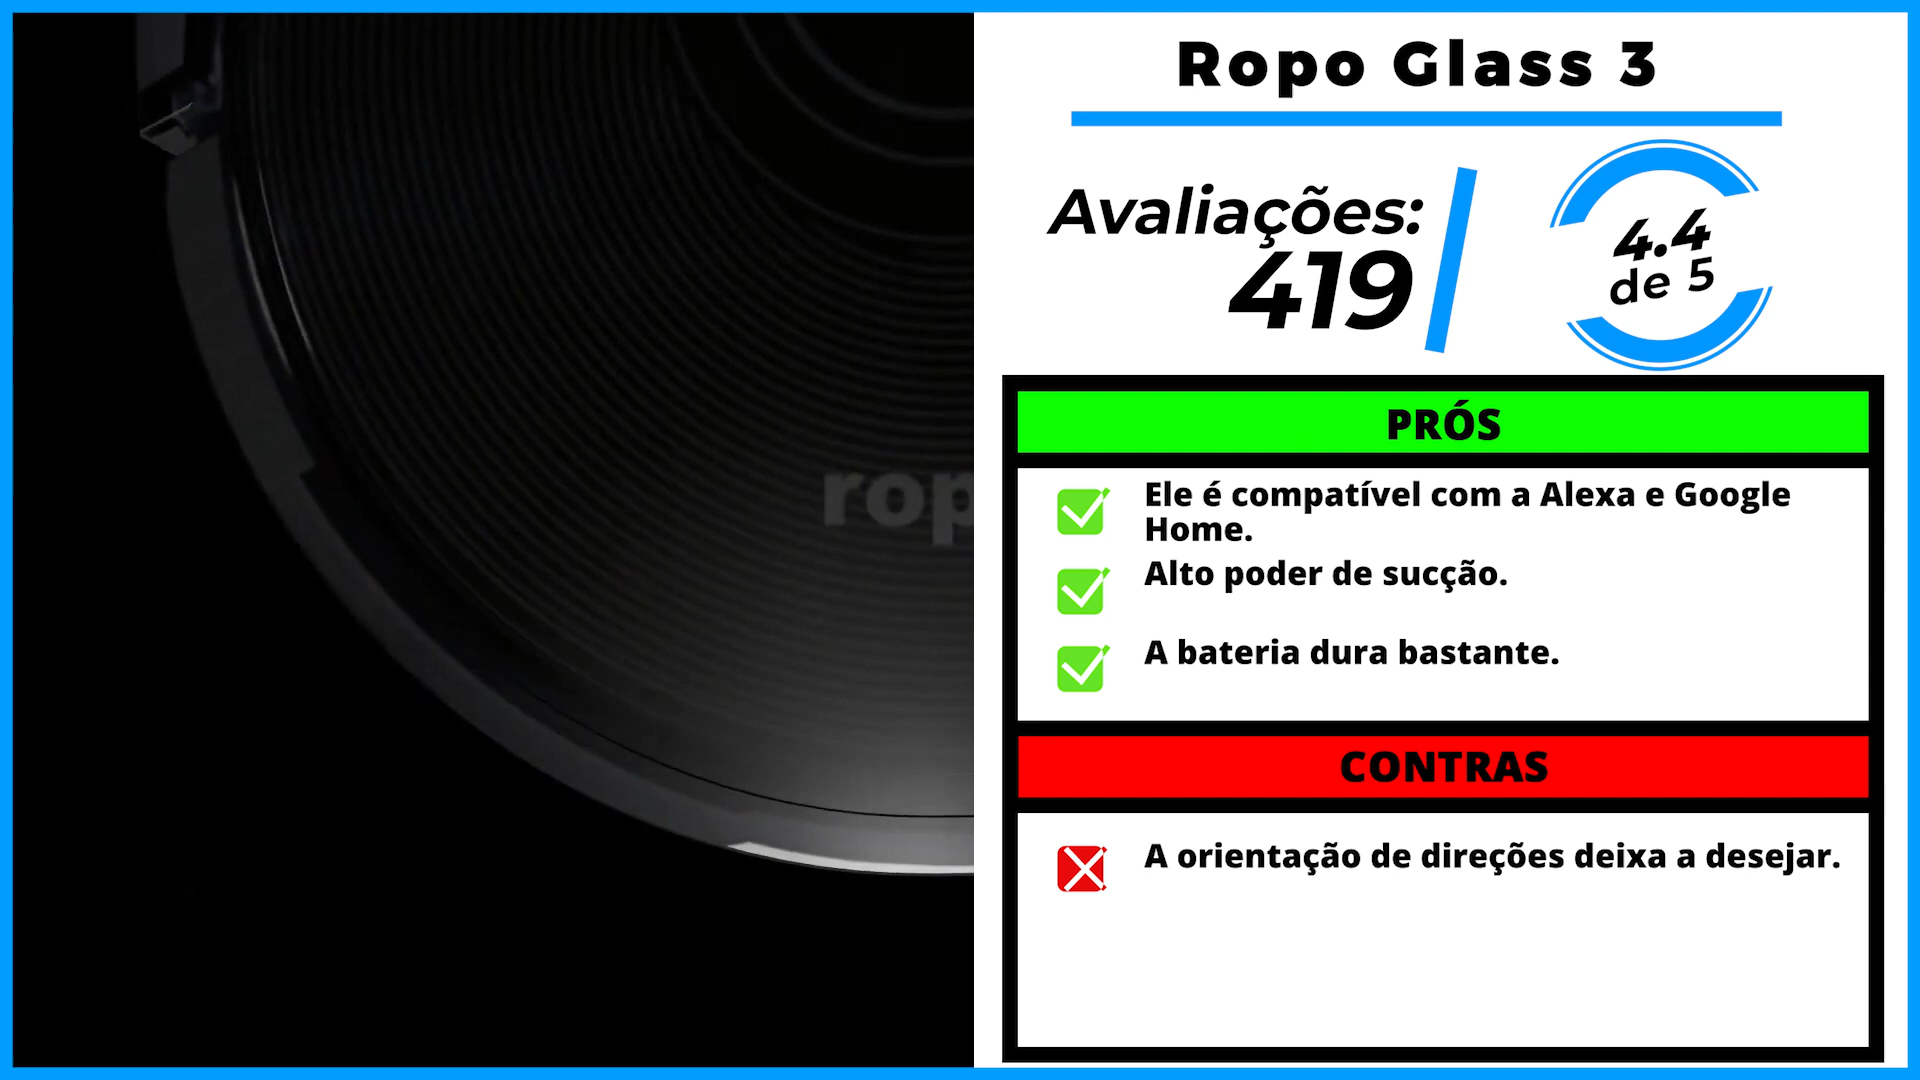 Ropo Glass 3
Avaliações:
419
4.4
de 5
rop
PRÓS
Ele é compatível com a Alexa e Google
Home.
Alto poder de sucção.
A bateria dura bastante.
CONTRAS
A orientação de direções deixa a desejar.